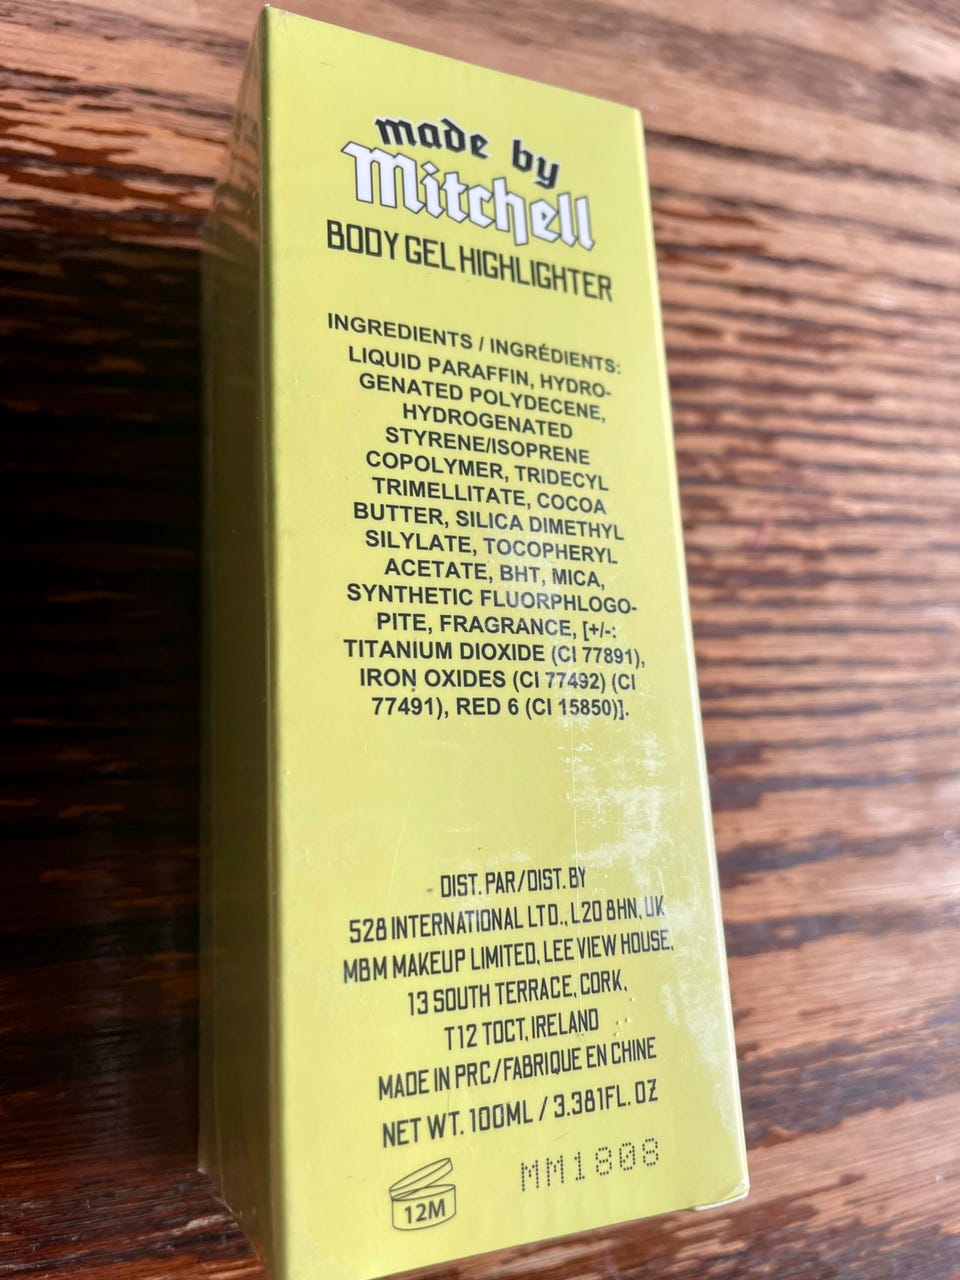 made by
Mitchell
BODY GEL HIGHLIGHTER
INGREDIENTS / INGRÉDIENTS:
LIQUID PARAFFIN, HYDRO-
GENATED POLYDECENE,
HYDROGENATED
STYRENE/ISOPRENE
COPOLYMER, TRIDECYL
TRIMELLITATE, COCOA
BUTTER, SILICA DIMETHYL
SILYLATE, TOCOPHERYL
ACETATE, BHT, MICA,
SYNTHETIC FLUORPHLOGO-
PITE, FRAGRANCE, [+/-:
TITANIUM DIOXIDE (CI 77891),
IRON OXIDES (CI 77492) (CI
77491), RED 6 (CI 15850)].
DIST. PAR/DIST. BY
528 INTERNATIONAL LTD., L20 8HN, UK
MBM MAKEUP LIMITED, LEE VIEW HOUSE,
13 SOUTH TERRACE, CORK,
T12 T0CT, IRELAND
MADE IN PRC/FABRIQUE EN CHINE
NET WT. 100ML / 3.381FL. OZ
MM1808
12M